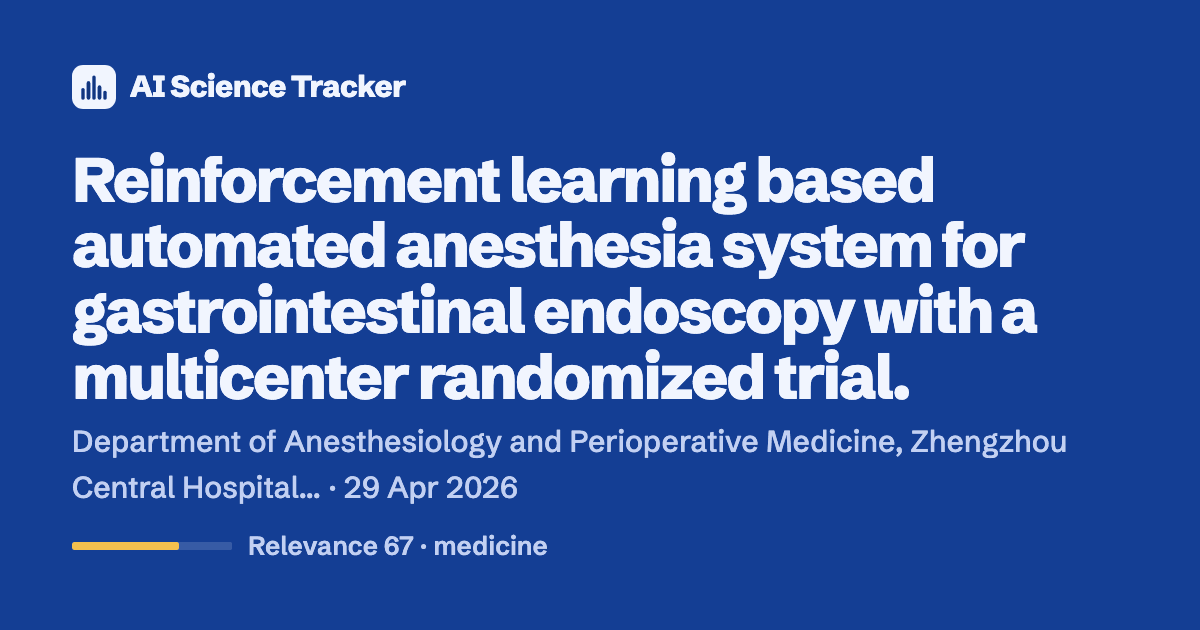 AI Science Tracker
Reinforcement learning based
automated anesthesia system for
gastrointestinal endoscopy with a
multicenter randomized trial.
Department of Anesthesiology and Perioperative Medicine, Zhengzhou
Central Hospital... · 29 Apr 2026
Relevance 67 · medicine